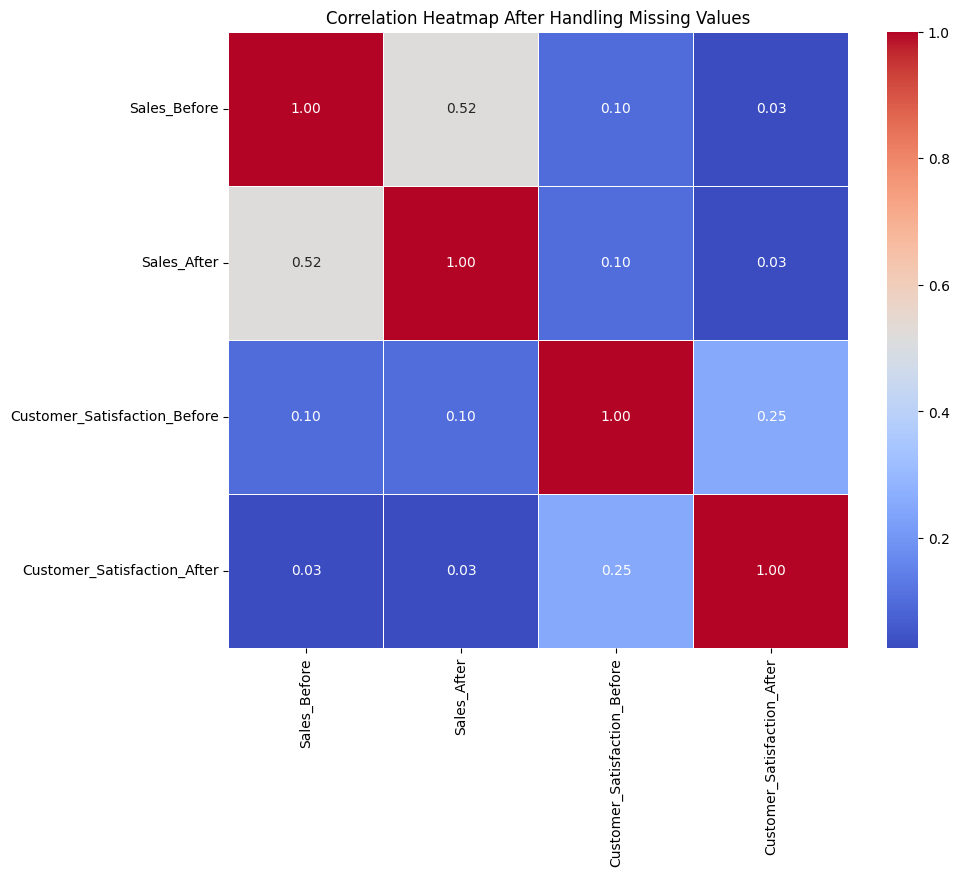 Correlation Heatmap After Handling Missing Values
Sales_Before 1.00 0.52 0.10 0.03
Sales_After 0.52 1.00 0.10 0.03
Customer_Satisfaction_Before 0.10 0.10 1.00 0.25
Customer_Satisfaction_After 0.03 0.03 0.25 1.00
Sales_Before
Sales_After
Customer_Satisfaction_Before
Customer_Satisfaction_After
1.0
0.8
0.6
0.4
0.2